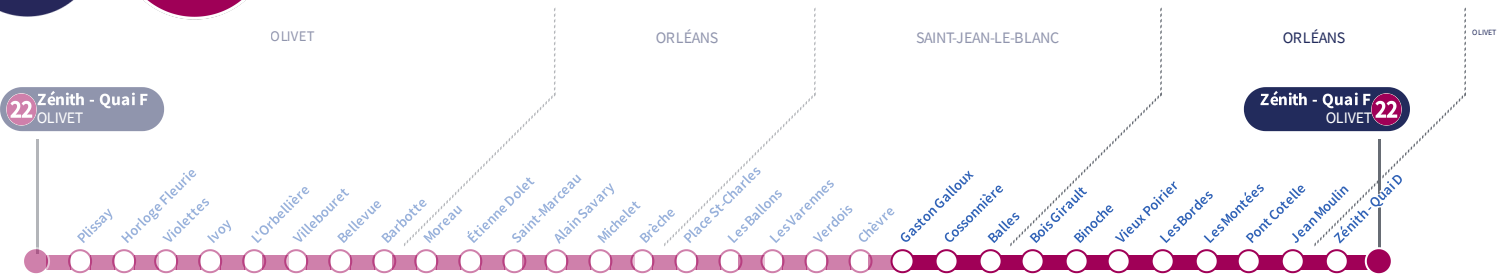 OLIVET
ORLÉANS
SAINT-JEAN-LE-BLANC
ORLÉANS
OLIVET
22
Zénith - Quai F
OLIVET
Zénith - Quai F
OLIVET
22
Plissay
Horloge Fleurie
Violettes
Ivoy
L'Orbellière
Villebouret
Bellevue
Barbotte
Moreau
Étienne Dolet
Saint-Marceau
Alain Savary
Michelet
Brèche
Place St-Charles
Les Ballons
Les Varennes
Verdois
Chèvre
Gaston Galloux
Cossonnière
Balles
Bois Girault
Binoche
Vieux Poirier
Les Bordes
Les Montées
Pont Cotelle
Jean Moulin
Zénith - Quai D